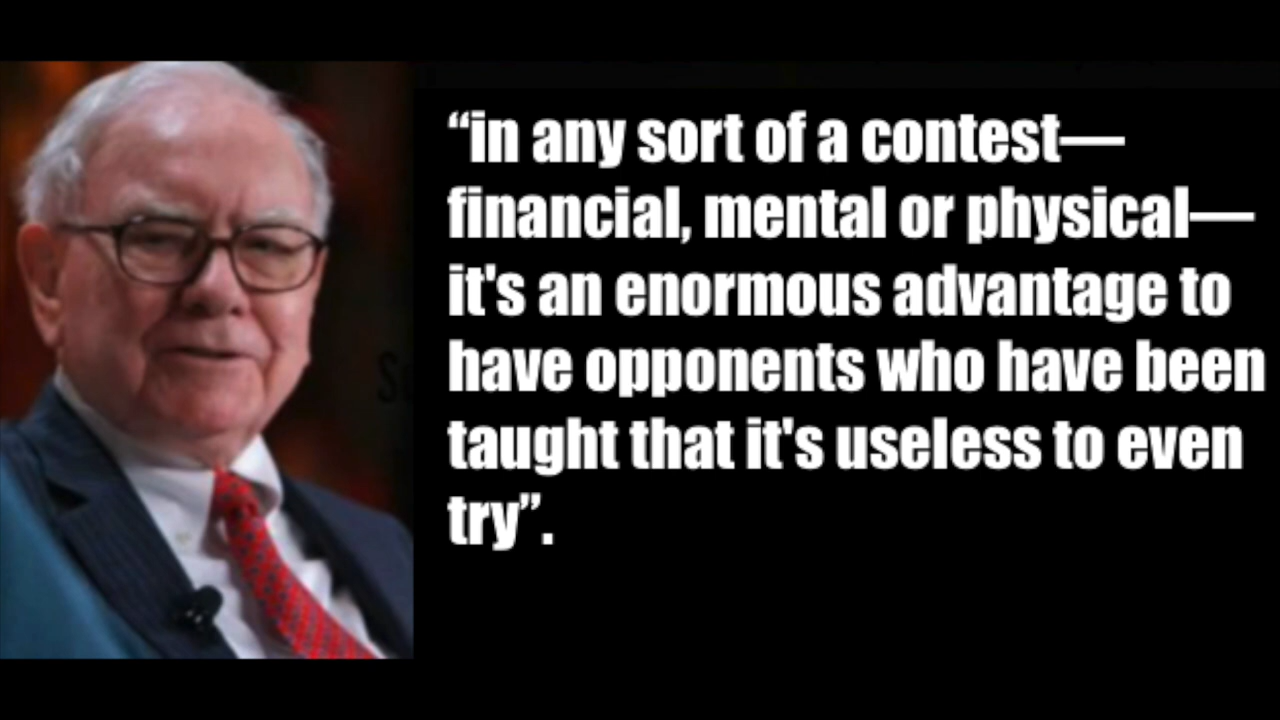 “in any sort of a contest—
financial, mental or physical—
it's an enormous advantage to
have opponents who have been
taught that it's useless to even
try”.